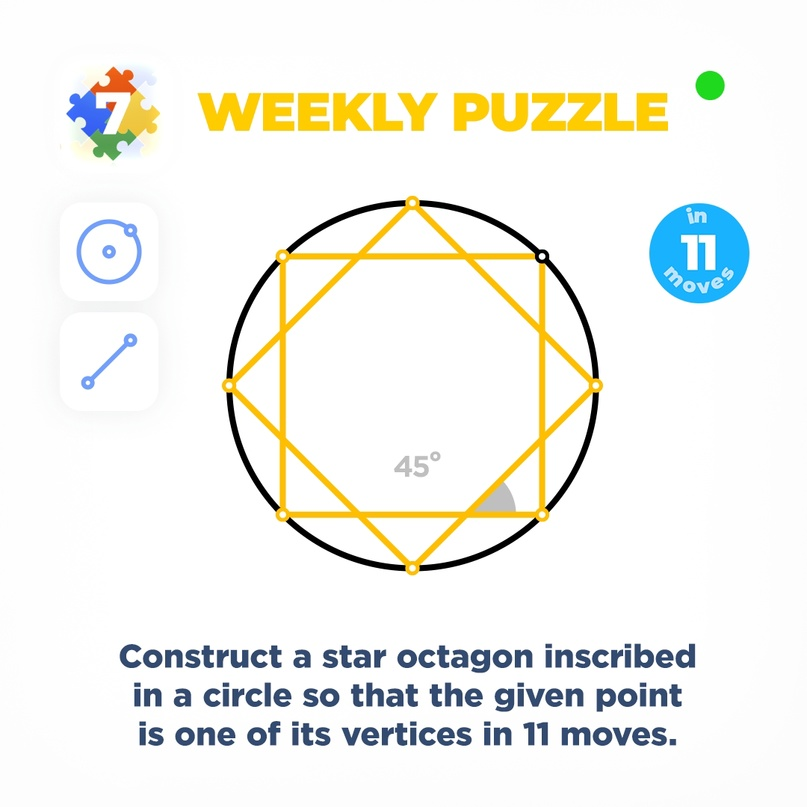 7
WEEKLY PUZZLE
in
11
moves
45°
Construct a star octagon inscribed
in a circle so that the given point
is one of its vertices in 11 moves.